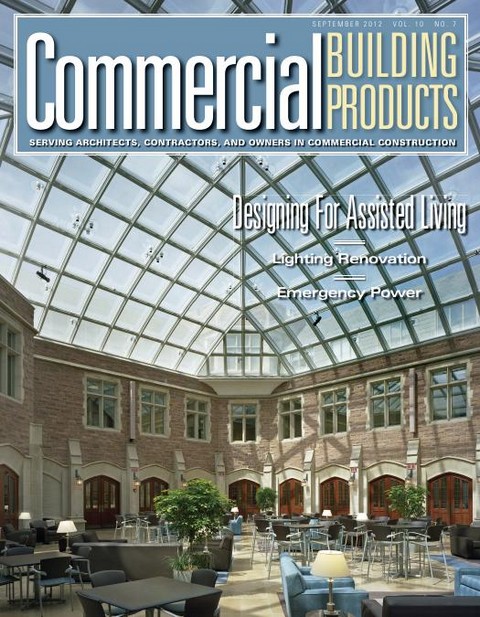 SEPTEMBER 2012 VOL. 10 NO. 7
Commercial BUILDING PRODUCTS
SERVING ARCHITECTS, CONTRACTORS, AND OWNERS IN COMMERCIAL CONSTRUCTION
Designing For Assisted Living
Lighting Renovation
Emergency Power